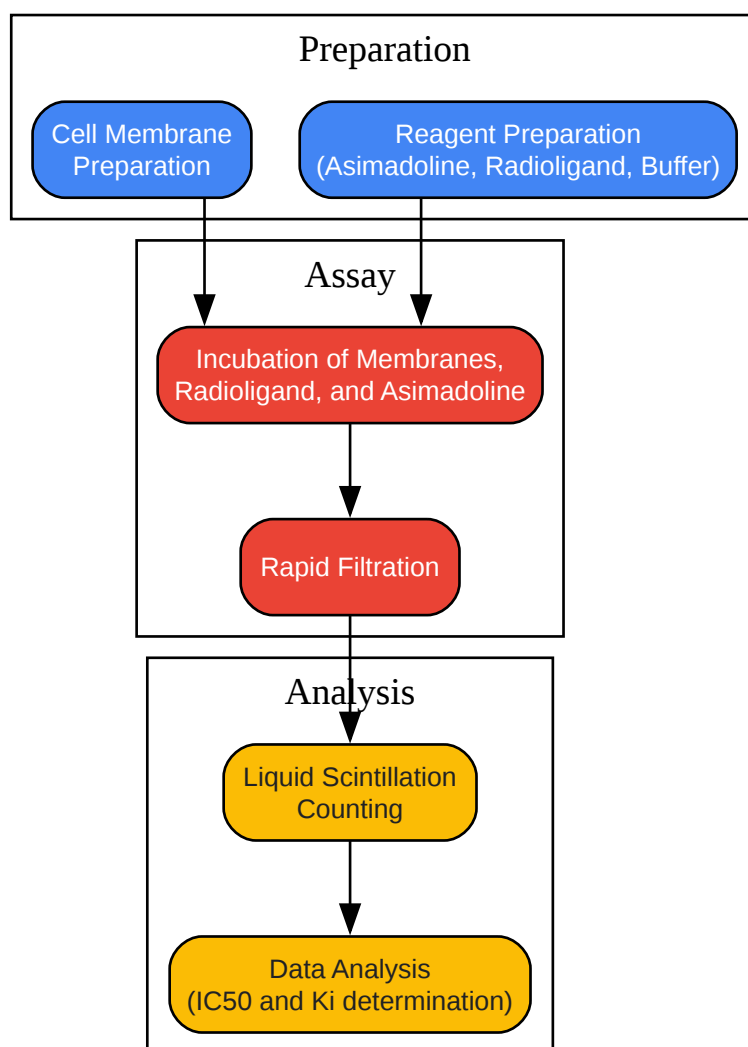 Preparation
Cell Membrane
Preparation
Reagent Preparation
(Asimadoline, Radioligand, Buffer)
Assay
Incubation of Membranes,
Radioligand, and Asimadoline
Rapid Filtration
Analysis
Liquid Scintillation
Counting
Data Analysis
(IC50 and Ki determination)